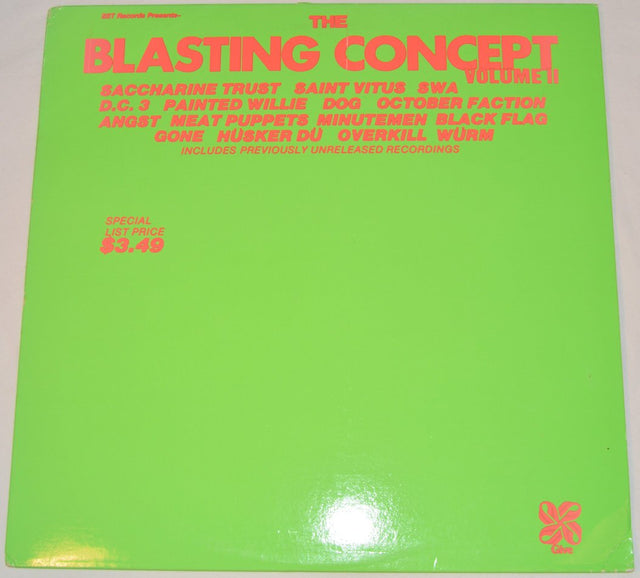 SST Records Presents-
THE
BLASTING CONCEPT
VOLUME II
SACCHARINE TRUST SAINT VITUS SWA
D.C. 3 PAINTED WILLIE DOG OCTOBER FACTION
ANGST MEAT PUPPETS MINUTEMEN BLACK FLAG
GONE HÜSKER DÜ OVERKILL WÜRM
INCLUDES PREVIOUSLY UNRELEASED RECORDINGS
SPECIAL
LIST PRICE
$3.49
Give